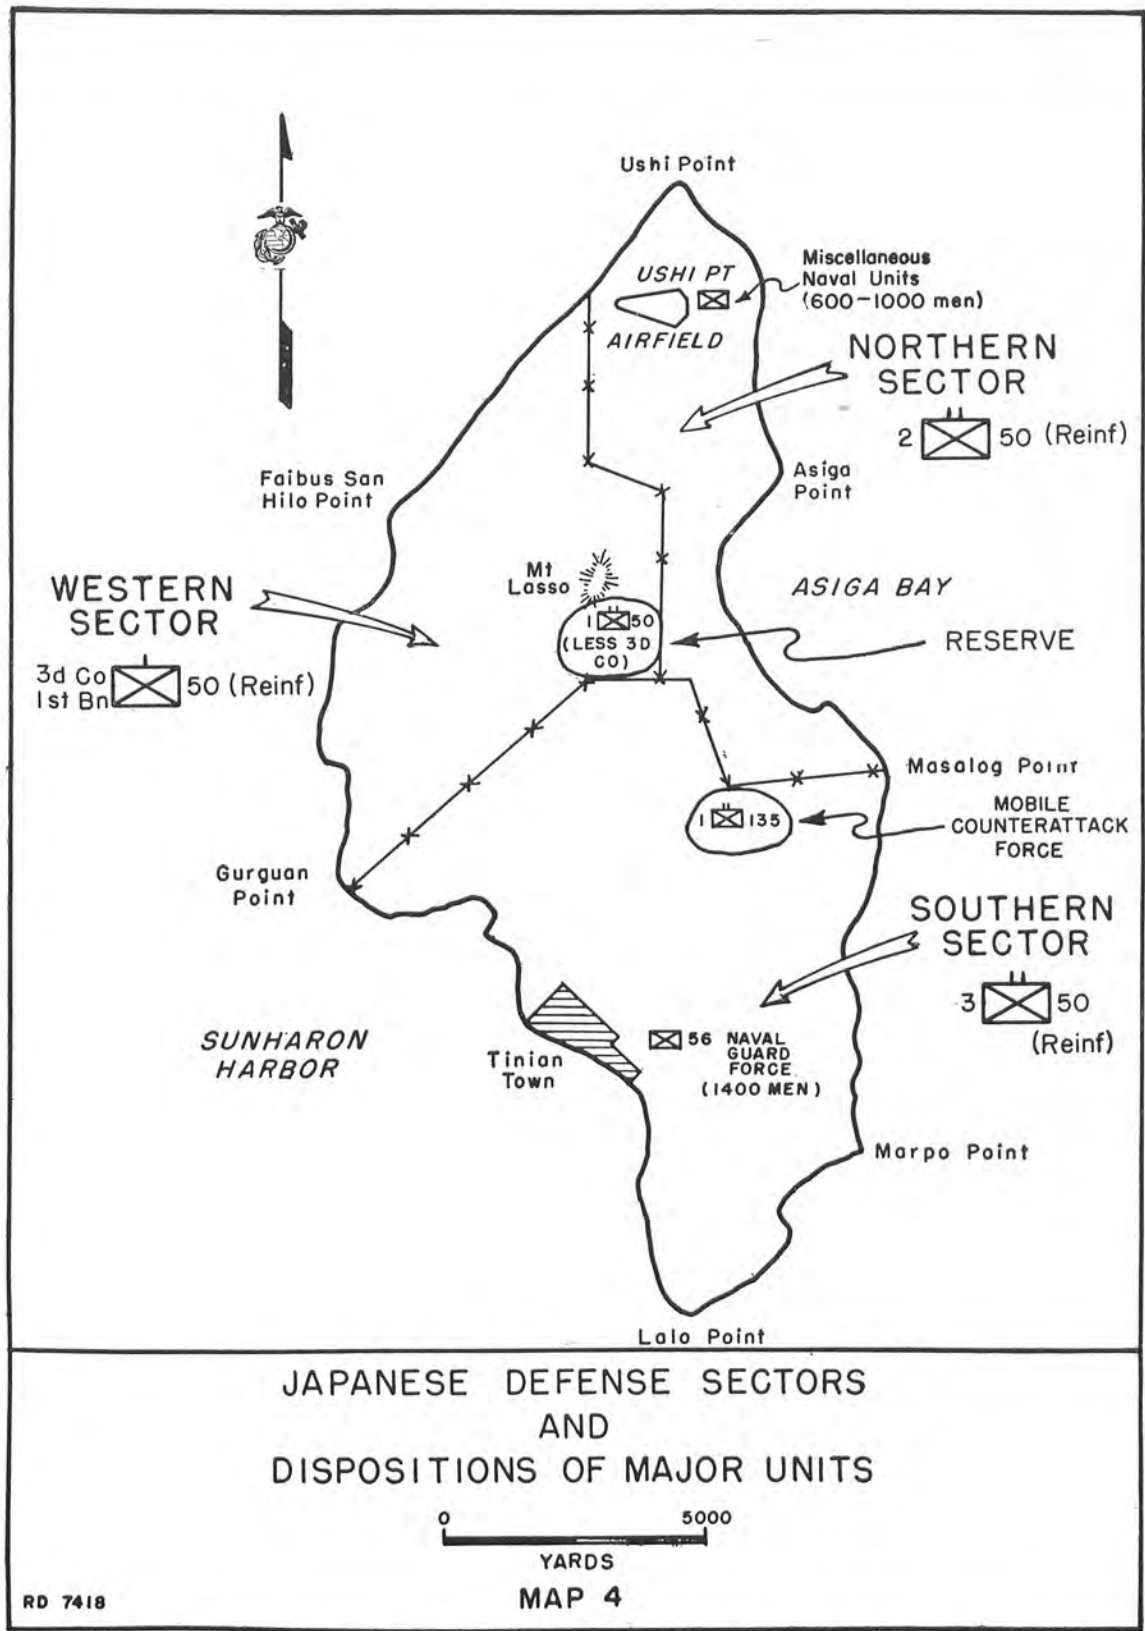 Ushi Point
Miscellaneous
Naval Units
(600-1000 men)
USHI PT
AIRFIELD
NORTHERN
SECTOR
2 50 (Reinf)
Faibus San
Hilo Point
Asiga
Point
Mt
Lasso
ASIGA BAY
WESTERN
SECTOR
1 50
(LESS 3D
CO)
RESERVE
3d Co
1st Bn 50 (Reinf)
Masalog Point
1 135
MOBILE
COUNTERATTACK
FORCE
Gurguan
Point
SOUTHERN
SECTOR
3 50
(Reinf)
SUNHARON
HARBOR
Tinian
Town
56 NAVAL
GUARD
FORCE
(1400 MEN)
Marpo Point
Lalo Point
JAPANESE DEFENSE SECTORS
AND
DISPOSITIONS OF MAJOR UNITS
0 5000
YARDS
MAP 4
RD 7418